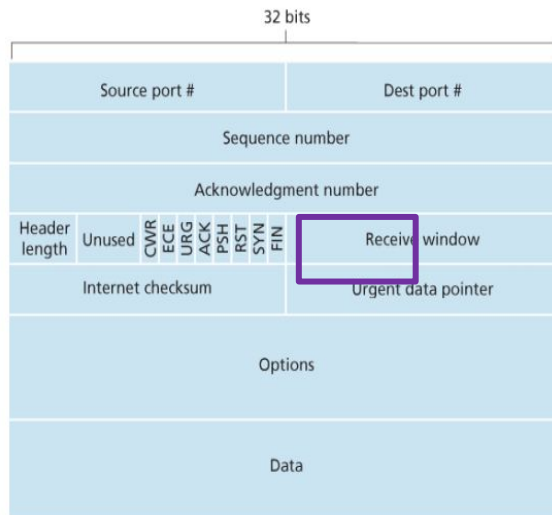 32 bits
Source port # Dest port #
Sequence number
Acknowledgment number
Header length Unused CWR ECE URG ACK PSH RST SYN FIN Receive window
Internet checksum Urgent data pointer
Options
Data